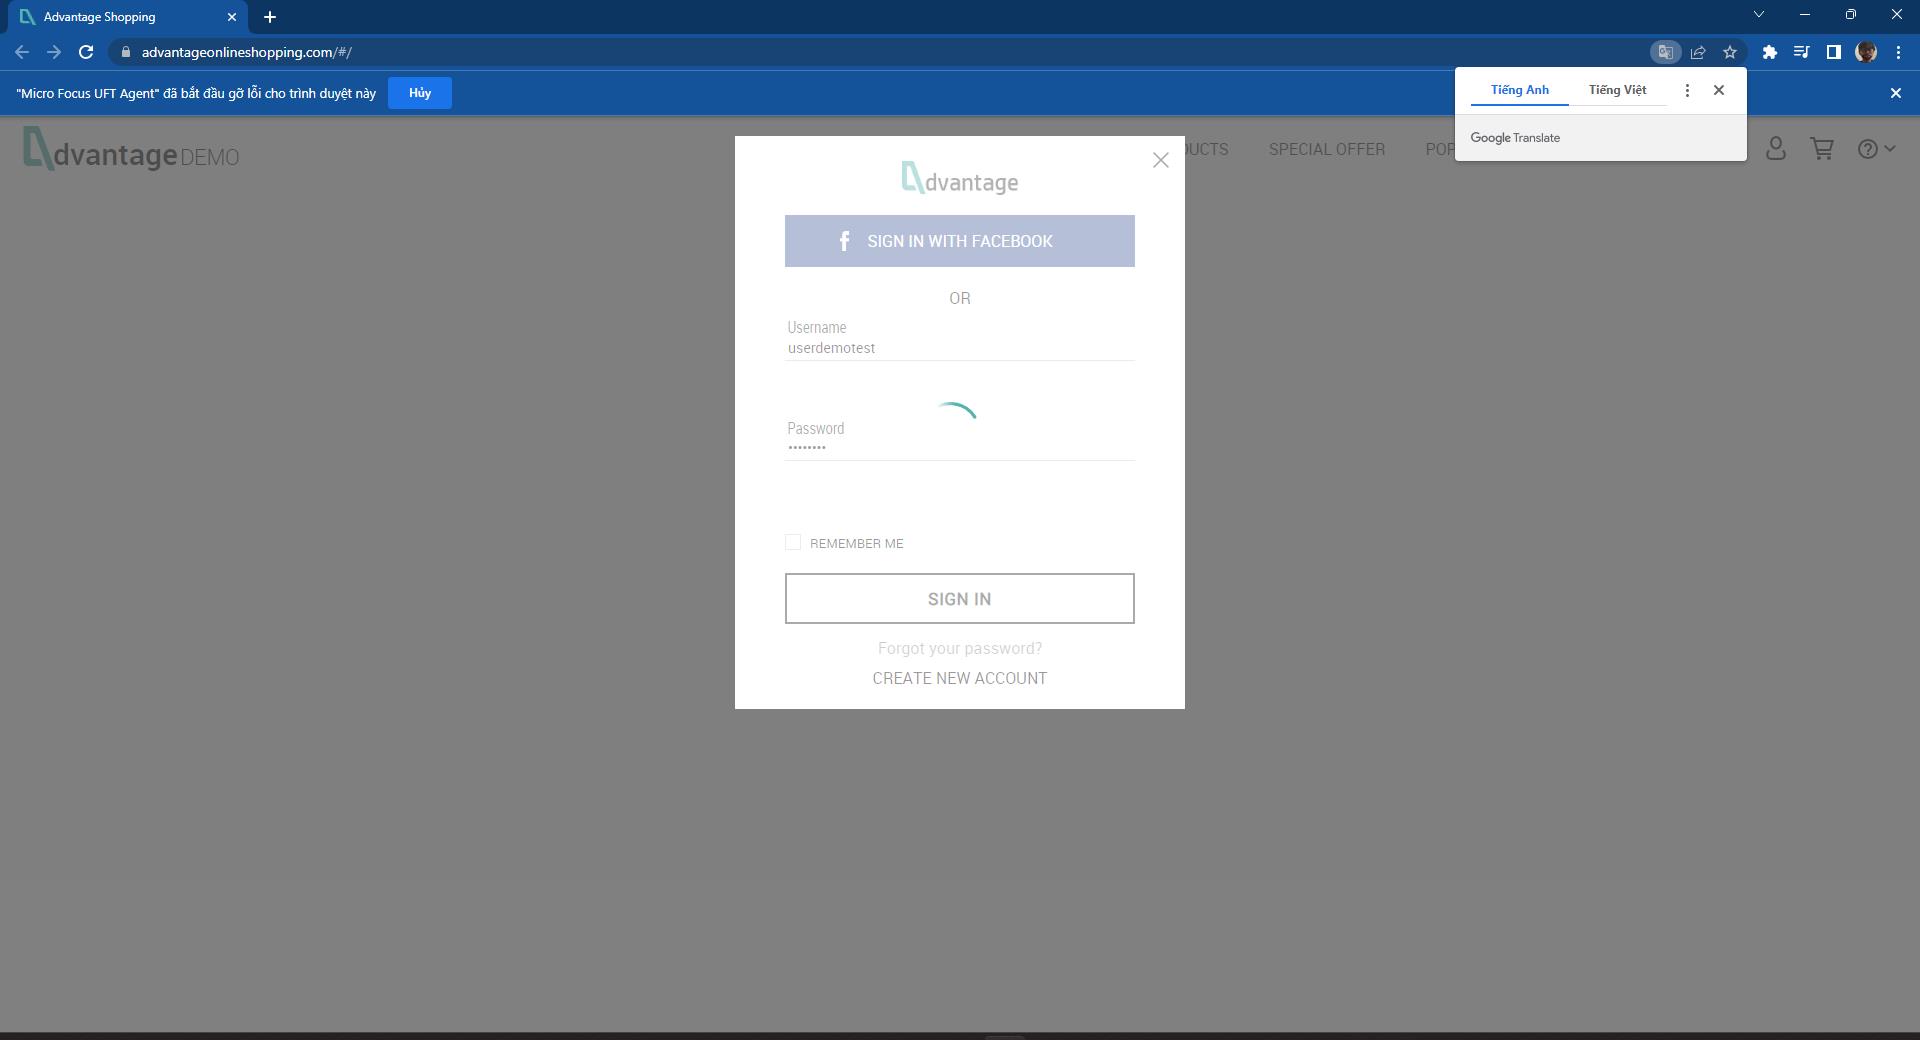 Advantage Shopping
advantageonlineshopping.com/#/
"Micro Focus UFT Agent" đã bắt đầu gỡ lỗi cho trình duyệt này
Hủy
Tiếng Anh
Tiếng Việt
Google Translate
dvantage DEMO
UCTS
SPECIAL OFFER
POP
dvantage
f SIGN IN WITH FACEBOOK
OR
Username
userdemotest
Password
••••••••
REMEMBER ME
SIGN IN
Forgot your password?
CREATE NEW ACCOUNT